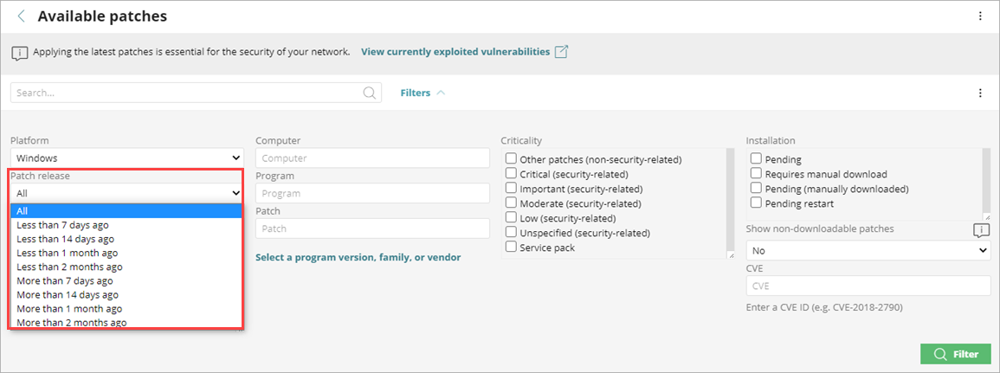 Available patches
Applying the latest patches is essential for the security of your network. View currently exploited vulnerabilities
Search...
Filters
Platform
Windows
Patch release
All
All
Less than 7 days ago
Less than 14 days ago
Less than 1 month ago
Less than 2 months ago
More than 7 days ago
More than 14 days ago
More than 1 month ago
More than 2 months ago
Computer
Computer
Program
Program
Patch
Patch
Select a program version, family, or vendor
Criticality
Other patches (non-security-related)
Critical (security-related)
Important (security-related)
Moderate (security-related)
Low (security-related)
Unspecified (security-related)
Service pack
Installation
Pending
Requires manual download
Pending (manually downloaded)
Pending restart
Show non-downloadable patches
No
CVE
CVE
Enter a CVE ID (e.g. CVE-2018-2790)
Filter